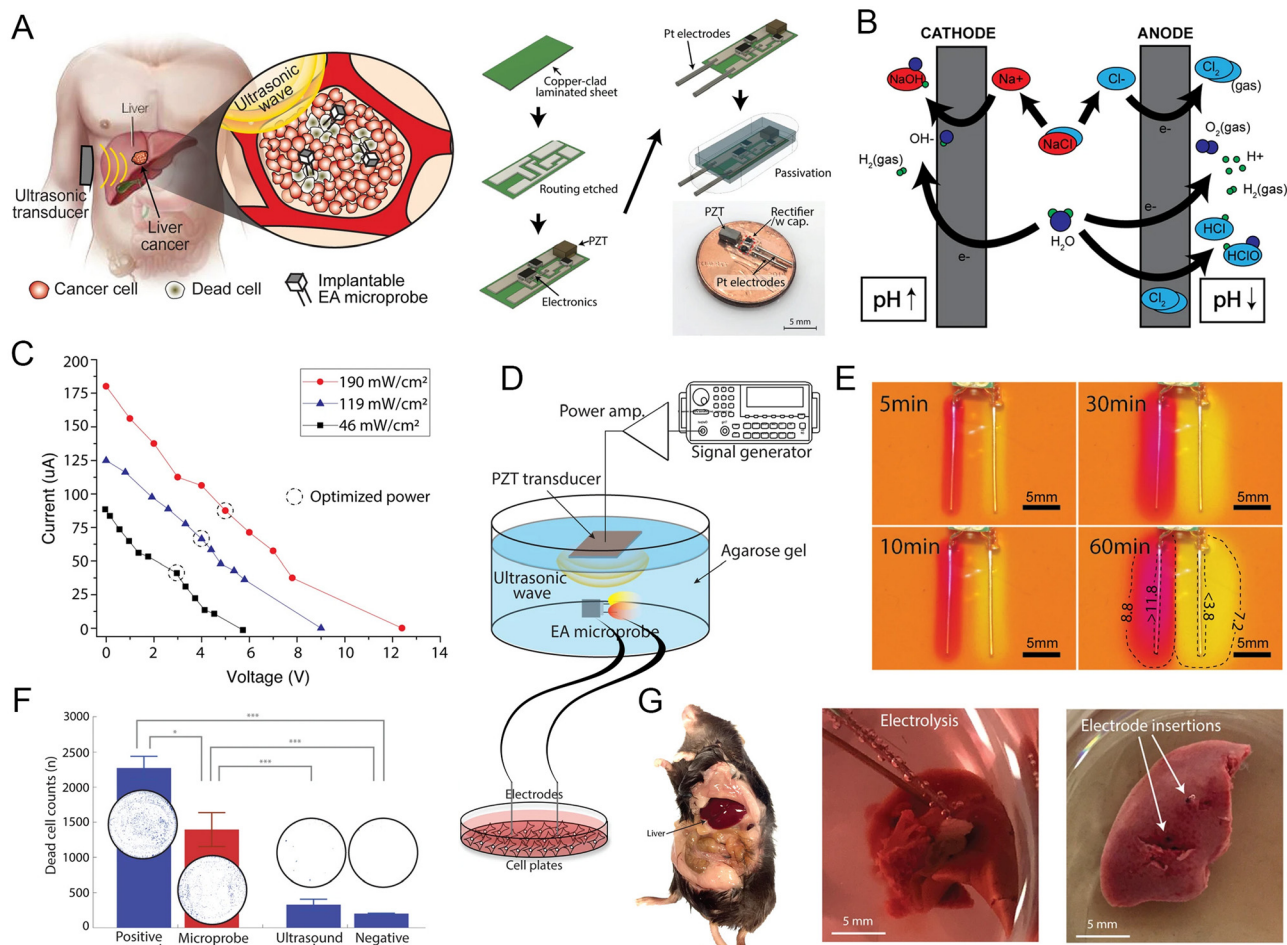 A
Ultrasonic
wave
Liver
Ultrasonic
transducer
Liver
cancer
Cancer cell
Dead cell
Implantable
EA microprobe
Copper-clad
laminated sheet
Routing etched
PZT
Electronics
Pt electrodes
Passivation
PZT
Rectifier
/w cap.
Pt electrodes
5 mm
B
CATHODE
ANODE
NaOH
Na+
Cl-
Cl2
(gas)
e-
OH-
NaCl
O2(gas)
H+
H2(gas)
H2(gas)
e-
H2O
HCl
HClO
e-
Cl2
pH ↑
pH ↓
C
Current (uA)
200
175
150
125
100
75
50
25
0
0 2 4 6 8 10 12 14
Voltage (V)
190 mW/cm²
119 mW/cm²
46 mW/cm²
Optimized power
D
Power amp.
Signal generator
PZT transducer
Agarose gel
Ultrasonic
wave
EA microprobe
Electrodes
Cell plates
E
5min
5mm
30min
5mm
10min
5mm
60min
8.8
>11.8
<3.8
7.2
5mm
F
Dead cell counts (n)
3000
2500
2000
1500
1000
500
0
***
*
***
***
Positive
Microprobe
Ultrasound
Negative
G
Liver
Electrolysis
5 mm
Electrode insertions
5 mm